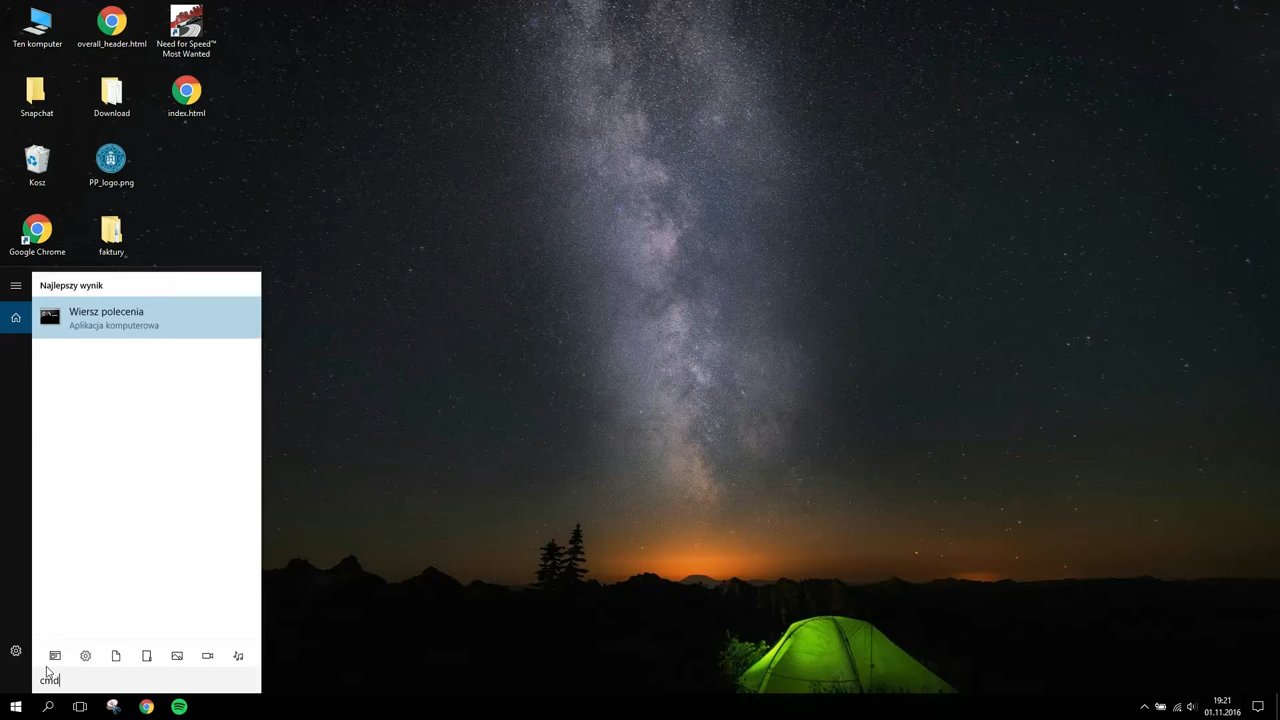 Ten komputer
overall_header.html
Need for Speed™
Most Wanted
Snapchat
Download
index.html
Kosz
PP_logo.png
Google Chrome
faktury
Najlepszy wynik
Wiersz polecenia
Aplikacja komputerowa
cmd
19:21
01.11.2016